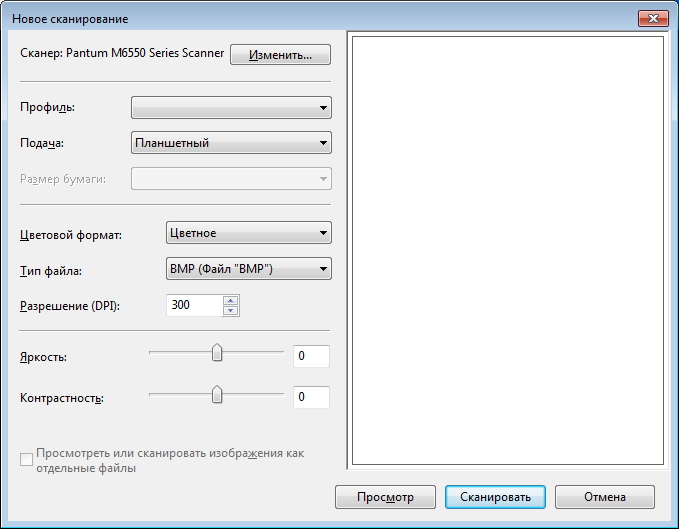 Новое сканирование
Сканер: Pantum M6550 Series Scanner Изменить...
Профиль:
Подача: Планшетный
Размер бумаги:
Цветовой формат: Цветное
Тип файла: BMP (Файл "BMP")
Разрешение (DPI): 300
Яркость: 0
Контрастность: 0
Просмотреть или сканировать изображения как
отдельные файлы
Просмотр Сканировать Отмена